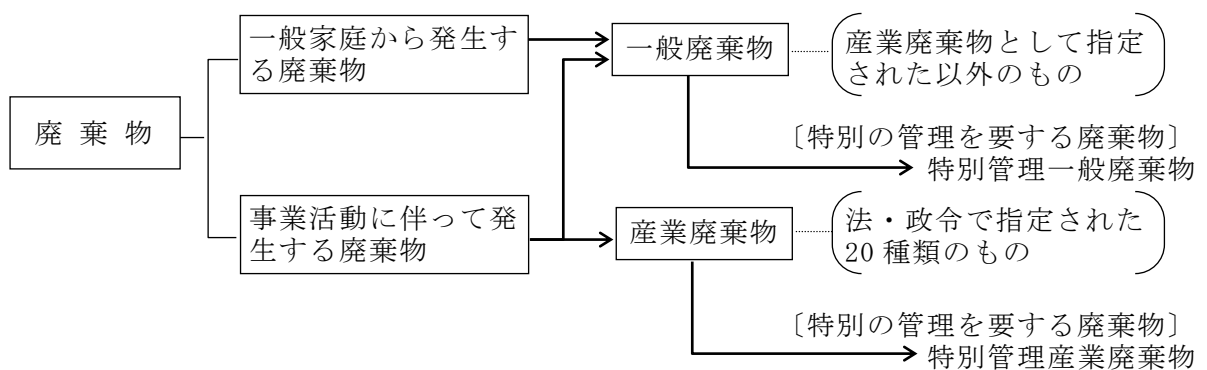 廃棄物
一般家庭から発生す
る廃棄物
一般廃棄物
産業廃棄物として指定
された以外のもの
〔特別の管理を要する廃棄物〕
特別管理一般廃棄物
事業活動に伴って発
生する廃棄物
産業廃棄物
法・政令で指定された
20種類のもの
〔特別の管理を要する廃棄物〕
特別管理産業廃棄物